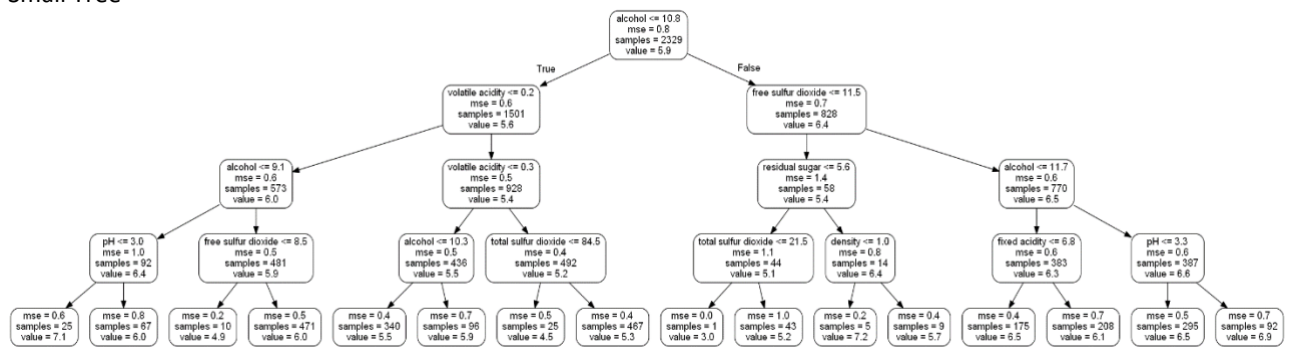 Small Tree
alcohol <= 10.8
mse = 0.8
samples = 2329
value = 5.9
True
False
volatile acidity <= 0.2
mse = 0.6
samples = 1501
value = 5.6
free sulfur dioxide <= 11.5
mse = 0.7
samples = 828
value = 6.4
alcohol <= 9.1
mse = 0.6
samples = 573
value = 6.0
volatile acidity <= 0.3
mse = 0.5
samples = 928
value = 5.4
residual sugar <= 5.6
mse = 1.4
samples = 58
value = 5.4
alcohol <= 11.7
mse = 0.6
samples = 770
value = 6.5
pH <= 3.0
mse = 1.0
samples = 92
value = 6.4
free sulfur dioxide <= 8.5
mse = 0.5
samples = 481
value = 5.9
alcohol <= 10.3
mse = 0.5
samples = 436
value = 5.5
total sulfur dioxide <= 84.5
mse = 0.4
samples = 492
value = 5.2
total sulfur dioxide <= 21.5
mse = 1.1
samples = 44
value = 5.1
density <= 1.0
mse = 0.8
samples = 14
value = 6.4
fixed acidity <= 6.8
mse = 0.6
samples = 383
value = 6.3
pH <= 3.3
mse = 0.6
samples = 387
value = 6.6
mse = 0.6
samples = 25
value = 7.1
mse = 0.8
samples = 67
value = 6.0
mse = 0.2
samples = 10
value = 4.9
mse = 0.5
samples = 471
value = 6.0
mse = 0.4
samples = 340
value = 5.5
mse = 0.7
samples = 96
value = 5.9
mse = 0.5
samples = 25
value = 4.5
mse = 0.4
samples = 467
value = 5.3
mse = 0.0
samples = 1
value = 3.0
mse = 1.0
samples = 43
value = 5.2
mse = 0.2
samples = 5
value = 7.2
mse = 0.4
samples = 9
value = 5.7
mse = 0.4
samples = 175
value = 6.5
mse = 0.7
samples = 208
value = 6.1
mse = 0.5
samples = 295
value = 6.5
mse = 0.7
samples = 92
value = 6.9